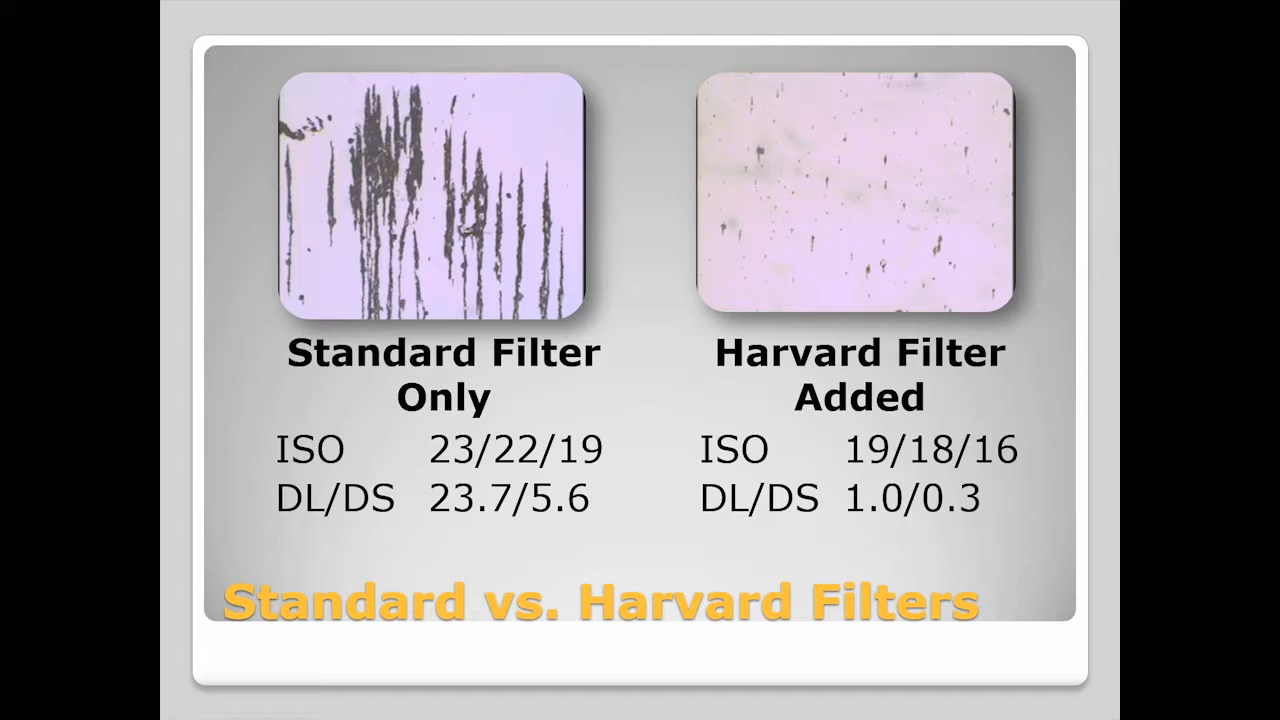 Standard Filter
Only
ISO 23/22/19
DL/DS 23.7/5.6
Harvard Filter
Added
ISO 19/18/16
DL/DS 1.0/0.3
Standard vs. Harvard Filters